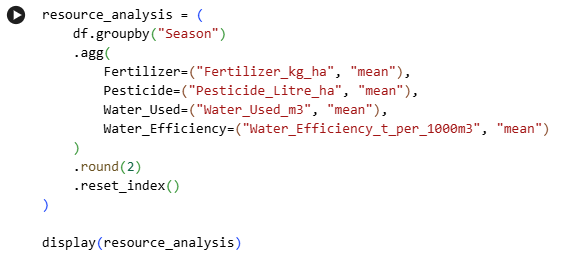 resource_analysis = (
    df.groupby("Season")
    .agg(
        Fertilizer=("Fertilizer_kg_ha", "mean"),
        Pesticide=("Pesticide_Litre_ha", "mean"),
        Water_Used=("Water_Used_m3", "mean"),
        Water_Efficiency=("Water_Efficiency_t_per_1000m3", "mean")
    )
    .round(2)
    .reset_index()
)

display(resource_analysis)